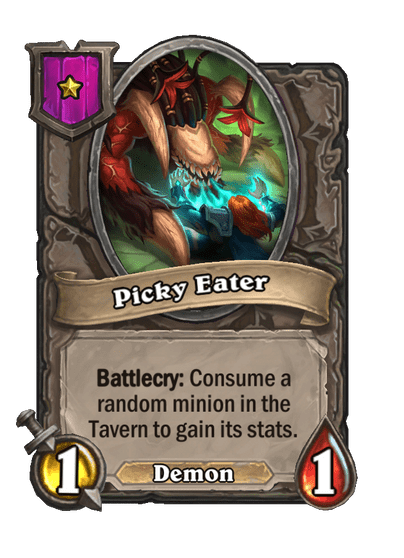 Picky Eater
Battlecry: Consume a
random minion in the
Tavern to gain its stats.
1
Demon
1